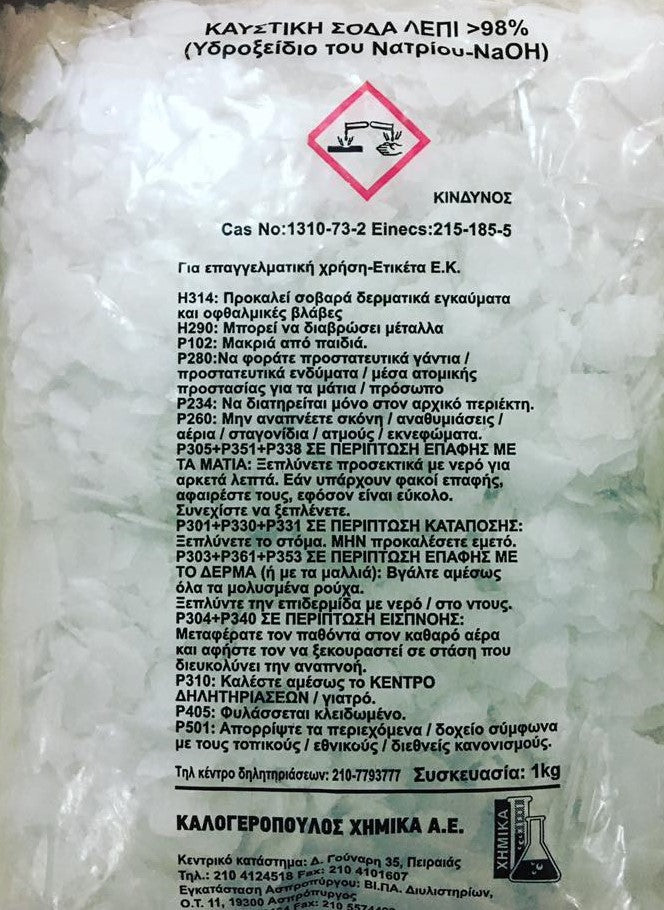 ΚΑΥΣΤΙΚΗ ΣΟΔΑ ΛΕΠΙ >98%
(Υδροξείδιο του Νατρίου-NaOH)
ΚΙΝΔΥΝΟΣ
Cas No:1310-73-2 Einecs:215-185-5
Για επαγγελματική χρήση-Ετικέτα Ε.Κ.
H314: Προκαλεί σοβαρά δερματικά εγκαύματα
και οφθαλμικές βλάβες
H290: Μπορεί να διαβρώσει μέταλλα
P102: Μακριά από παιδιά.
P280:Να φοράτε προστατευτικά γάντια /
προστατευτικά ενδύματα / μέσα ατομικής
προστασίας για τα μάτια / πρόσωπο
P234: Να διατηρείται μόνο στον αρχικό περιέκτη.
P260: Μην αναπνέετε σκόνη / αναθυμιάσεις /
αέρια / σταγονίδια / ατμούς / εκνεφώματα.
P305+P351+P338 ΣΕ ΠΕΡΙΠΤΩΣΗ ΕΠΑΦΗΣ ΜΕ
ΤΑ ΜΑΤΙΑ: Ξεπλύνετε προσεκτικά με νερό για
αρκετά λεπτά. Εάν υπάρχουν φακοί επαφής,
αφαιρέστε τους, εφόσον είναι εύκολο.
Συνεχίστε να ξεπλένετε.
P301+P330+P331 ΣΕ ΠΕΡΙΠΤΩΣΗ ΚΑΤΑΠΟΣΗΣ:
Ξεπλύνετε το στόμα. ΜΗΝ προκαλέσετε εμετό.
P303+P361+P353 ΣΕ ΠΕΡΙΠΤΩΣΗ ΕΠΑΦΗΣ ΜΕ
ΤΟ ΔΕΡΜΑ (ή με τα μαλλιά): Βγάλτε αμέσως
όλα τα μολυσμένα ρούχα.
Ξεπλύντε την επιδερμίδα με νερό / στο ντους.
P304+P340 ΣΕ ΠΕΡΙΠΤΩΣΗ ΕΙΣΠΝΟΗΣ:
Μεταφέρατε τον παθόντα στον καθαρό αέρα
και αφήστε τον να ξεκουραστεί σε στάση που
διευκολύνει την αναπνοή.
P310: Καλέστε αμέσως το ΚΕΝΤΡΟ
ΔΗΛΗΤΗΡΙΑΣΕΩΝ / γιατρό.
P405: Φυλάσσεται κλειδωμένο.
P501: Απορρίψτε τα περιεχόμενα / δοχείο σύμφωνα
με τους τοπικούς / εθνικούς / διεθνείς κανονισμούς.
Τηλ κέντρο δηλητηριάσεων: 210-7793777 Συσκευασία: 1kg
ΚΑΛΟΓΕΡΟΠΟΥΛΟΣ ΧΗΜΙΚΑ Α.Ε.
ΧΗΜΙΚΑ
Κεντρικό κατάστημα: Δ. Γούναρη 35, Πειραιάς
Τηλ.: 210 4124518 Fax: 210 4101607
Εγκατάσταση Ασπροπύργου: ΒΙ.ΠΑ. Διυλιστηρίων,
Ο.Τ. 11, 19300 Ασπρόπυργος
Fax: 210